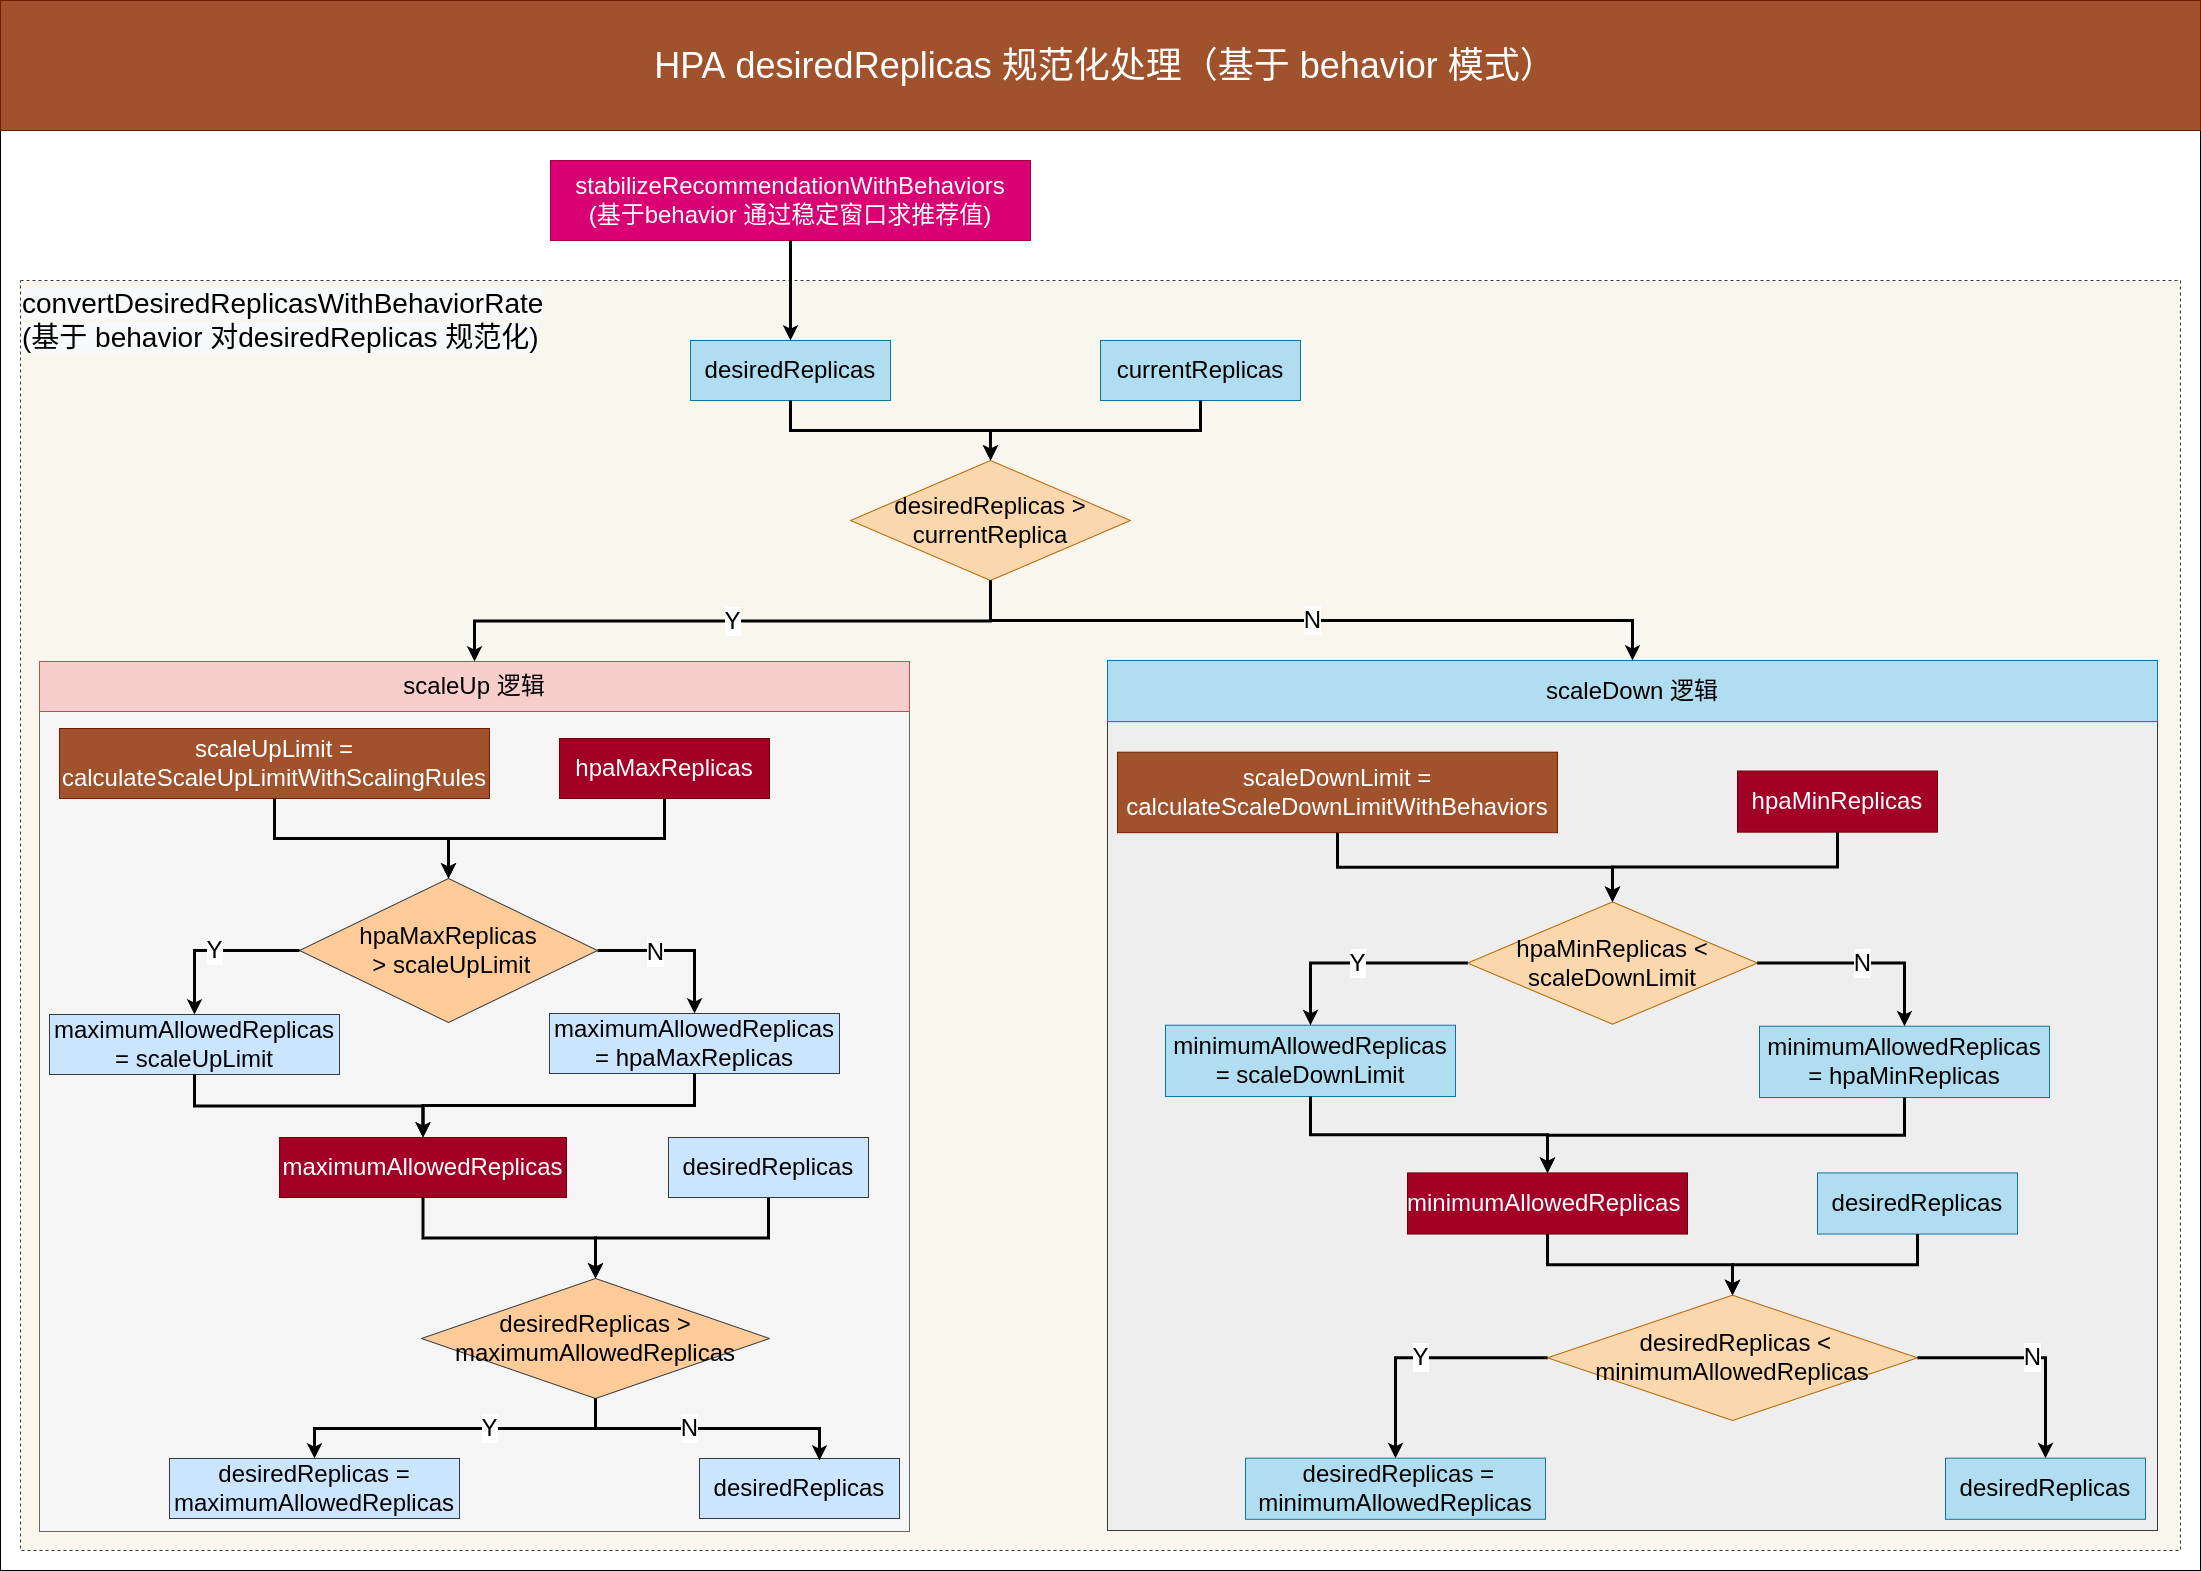 HPA desiredReplicas 规范化处理（基于 behavior 模式）
stabilizeRecommendationWithBehaviors
(基于behavior 通过稳定窗口求推荐值)
convertDesiredReplicasWithBehaviorRate
(基于 behavior 对desiredReplicas 规范化)
desiredReplicas
currentReplicas
desiredReplicas >
currentReplica
Y
N
scaleUp 逻辑
scaleUpLimit =
calculateScaleUpLimitWithScalingRules
hpaMaxReplicas
hpaMaxReplicas
> scaleUpLimit
Y
N
maximumAllowedReplicas
= scaleUpLimit
maximumAllowedReplicas
= hpaMaxReplicas
maximumAllowedReplicas
desiredReplicas
desiredReplicas >
maximumAllowedReplicas
Y
N
desiredReplicas =
maximumAllowedReplicas
desiredReplicas
scaleDown 逻辑
scaleDownLimit =
calculateScaleDownLimitWithBehaviors
hpaMinReplicas
hpaMinReplicas <
scaleDownLimit
Y
N
minimumAllowedReplicas
= scaleDownLimit
minimumAllowedReplicas
= hpaMinReplicas
minimumAllowedReplicas
desiredReplicas
desiredReplicas <
minimumAllowedReplicas
Y
N
desiredReplicas =
minimumAllowedReplicas
desiredReplicas